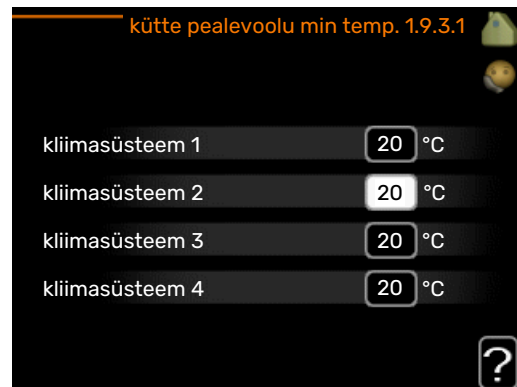 kütte pealevoolu min temp. 1.9.3.1
kliimasüsteem 1 20 °C
kliimasüsteem 2 20 °C
kliimasüsteem 3 20 °C
kliimasüsteem 4 20 °C
?